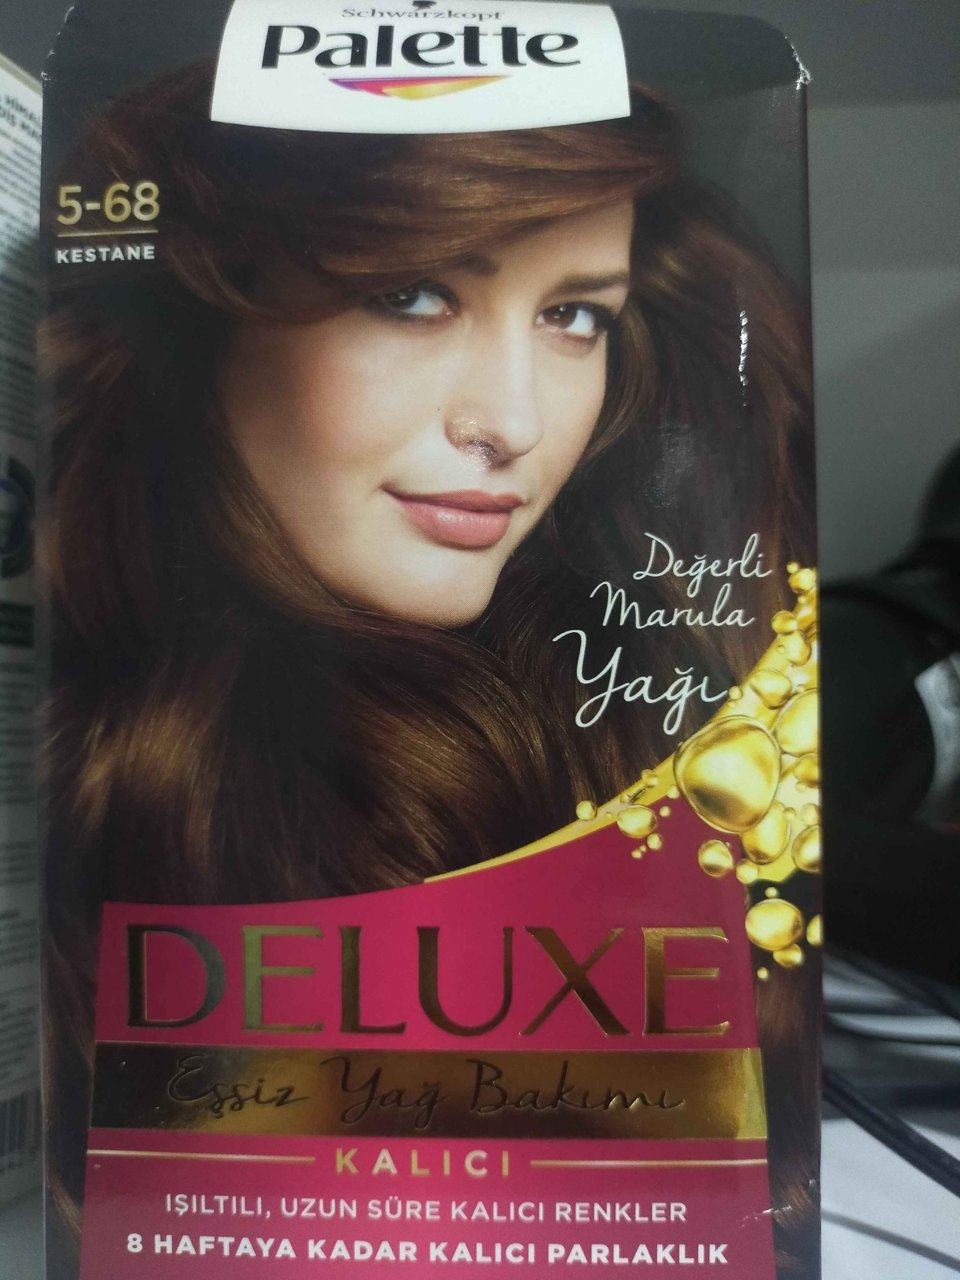 Schwarzkopf
Palette
5-68
KESTANE
Değerli
Marula
Yağı
DELUXE
Eşsiz Yağ Bakımı
KALICI
IŞILTILI, UZUN SÜRE KALICI RENKLER
8 HAFTAYA KADAR KALICI PARLAKLIK